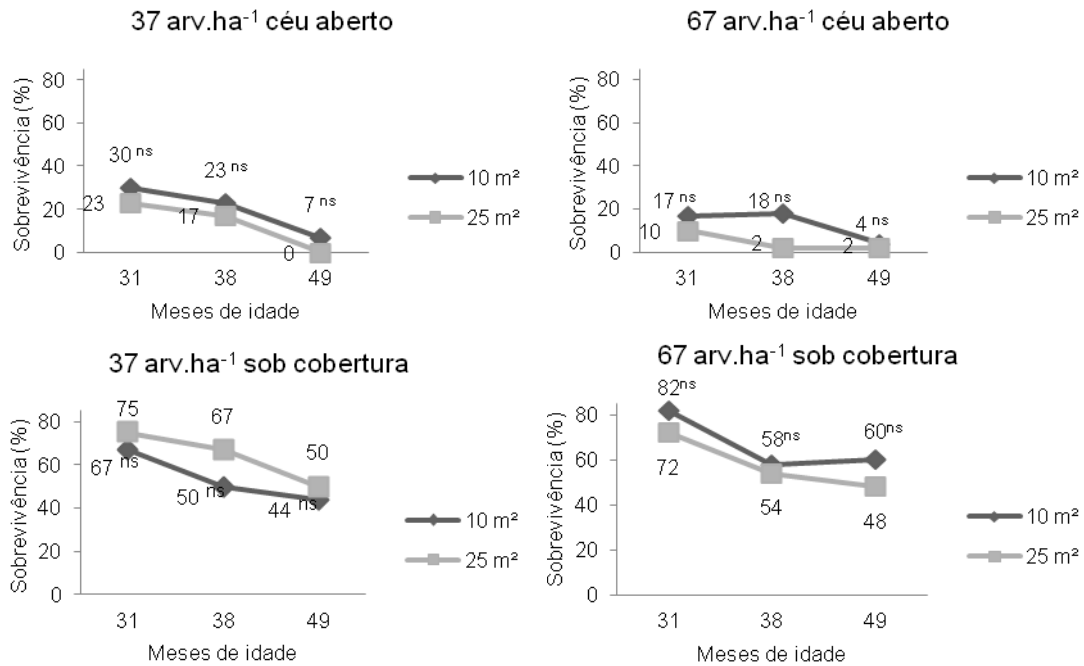 37 arv.ha⁻¹ céu aberto
Sobrevivência (%)
80
60
40
20
0
30 ns
23 ns
7 ns
23
17
0
31
38
49
Meses de idade
10 m²
25 m²
67 arv.ha⁻¹ céu aberto
Sobrevivência (%)
80
60
40
20
0
17 ns
18 ns
4 ns
10
2
2
31
38
49
Meses de idade
10 m²
25 m²
37 arv.ha⁻¹ sob cobertura
Sobrevivência (%)
80
60
40
20
0
75
67
50
67 ns
50 ns
44 ns
31
38
49
Meses de idade
10 m²
25 m²
67 arv.ha⁻¹ sob cobertura
Sobrevivência (%)
80
60
40
20
0
82ns
58ns
60ns
72
54
48
31
38
49
Meses de idade
10 m²
25 m²